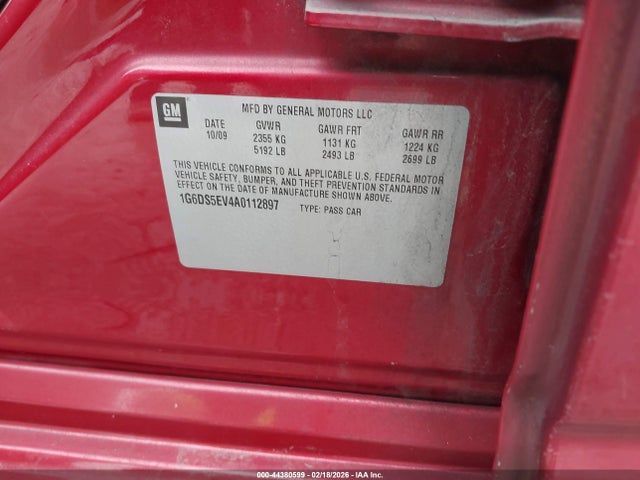 GM
MFD BY GENERAL MOTORS LLC
DATE GVWR GAWR FRT GAWR RR
10/09 2355 KG 1131 KG 1224 KG
5192 LB 2493 LB 2699 LB
THIS VEHICLE CONFORMS TO ALL APPLICABLE U.S. FEDERAL MOTOR
VEHICLE SAFETY, BUMPER, AND THEFT PREVENTION STANDARDS IN
EFFECT ON THE DATE OF MANUFACTURE SHOWN ABOVE.
1G6DS5EV4A0112897 TYPE: PASS CAR
000-44380599 - 02/18/2026 - IAA Inc.